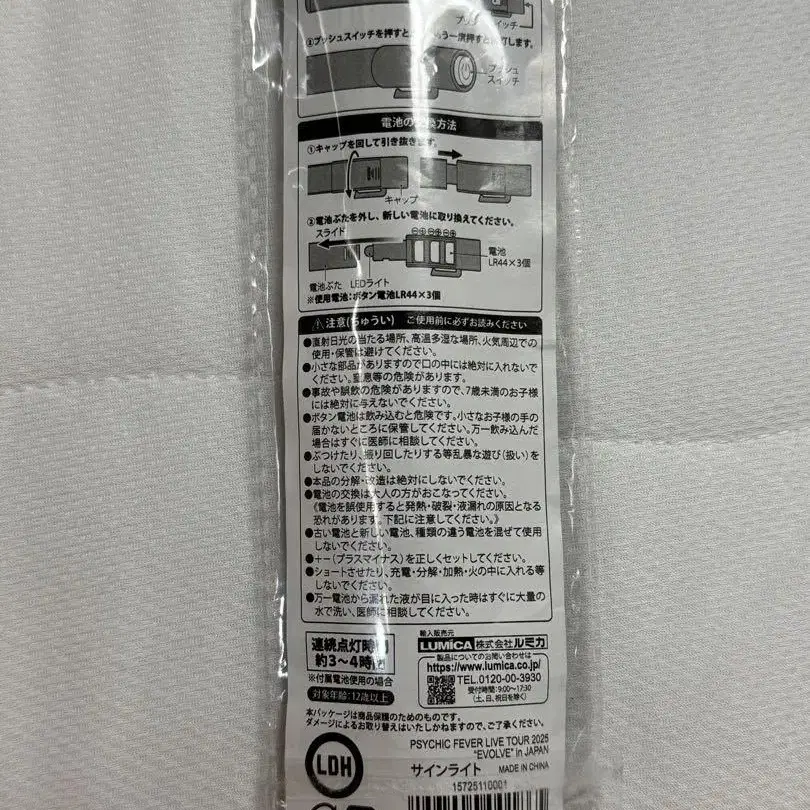 プッシュスイッチ
②プッシュスイッチを押すと
う一度押すと
灯します。
プッシュ
スイッチ
電池の交換方法
①キャップを回して引き抜きます。
キャップ
②電池ぶたを外し、新しい電池に取り換えてください。
スライド
電池
LR44×3個
電池ぶた LEDライト
※使用電池：ボタン電池LR44×3個
注意(ちゅうい) ご使用前に必ずお読みください
●直射日光の当たる場所、高温多湿な場所、火気周辺での
使用・保管は避けてください。
●小さな部品がありますので口の中には絶対に入れないで
ください。窒息等の危険があります。
●事故や誤飲の危険がありますので、7歳未満のお子様
には絶対に与えないでください。
●ボタン電池は飲み込むと危険です。小さなお子様の手の
届かないところに保管してください。万一飲み込んだ
場合はすぐに医師に相談してください。
●ぶつけたり、振り回したりする等乱暴な遊び(扱い)を
しないでください。
●本品の分解・改造は絶対にしないでください。
●電池の交換は大人の方がおこなってください。
《電池を誤使用すると発熱・破裂・液漏れの原因となる
恐れがあります。下記に注意してください。》
●古い電池と新しい電池、種類の違う電池を混ぜて使用
しないでください。
●+−(プラスマイナス)を正しくセットしてください。
●ショートさせたり、充電・分解・加熱・火の中に入れる等
しないでください。
●万一電池から漏れた液が目に入った時はすぐに大量の
水で洗い、医師に相談してください。
連続点灯時間
約3〜4時間
※付属電池使用の場合
対象年齢：12歳以上
輸入販売元
LUMICA 株式会社ルミカ
製品についてのお問い合わせは
https://www.lumica.co.jp/
TEL.0120-00-3930
受付時間：9:00〜17:30
(土、日、祝日を除く)
本パッケージは商品保護のためのものです。
ダメージによるお取り替えはいたしかねますので、ご了承ください。
LDH
PSYCHIC FEVER LIVE TOUR 2025
"EVOLVE" in JAPAN
サインライト MADE IN CHINA
15725110001